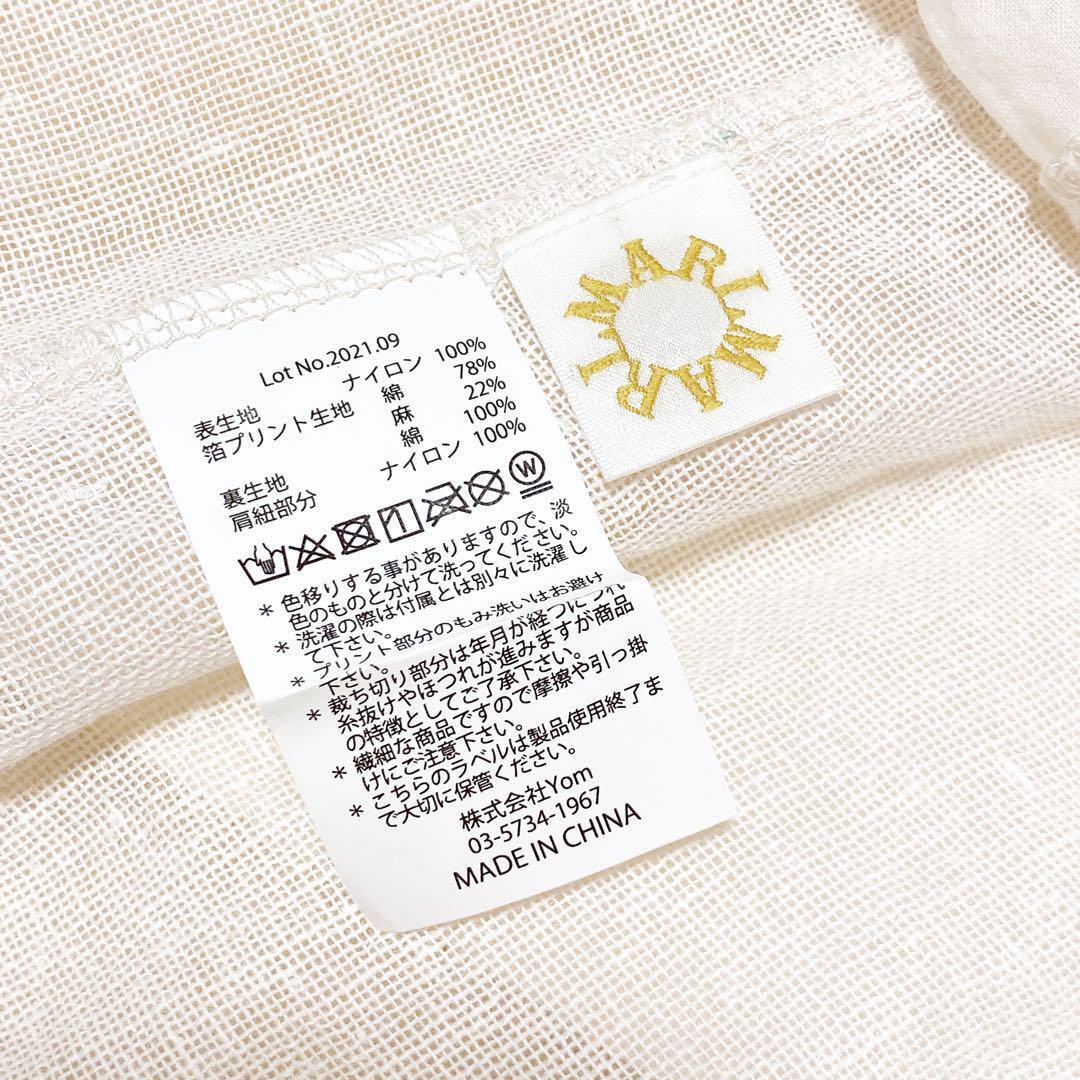 Lot No.2021.09
表生地 ナイロン 100%
箔プリント生地 綿 78%
麻 22%
裏生地 綿 100%
肩紐部分 ナイロン 100%
W
* 色移りする事がありますので、淡
色のものと分けて洗ってください。
* 洗濯の際は付属とは別々に洗濯し
て下さい。
* プリント部分のもみ洗いはお避け
下さい。
* 裁ち切り部分は年月が経つにつれ
糸抜けやほつれが進みますが商品
の特徴としてご了承下さい。
* 繊細な商品ですので摩擦や引っ掛
けにご注意下さい。
* こちらのラベルは製品使用終了ま
で大切に保管ください。
株式会社Yom
03-5734-1967
MADE IN CHINA
MARIMARIMA